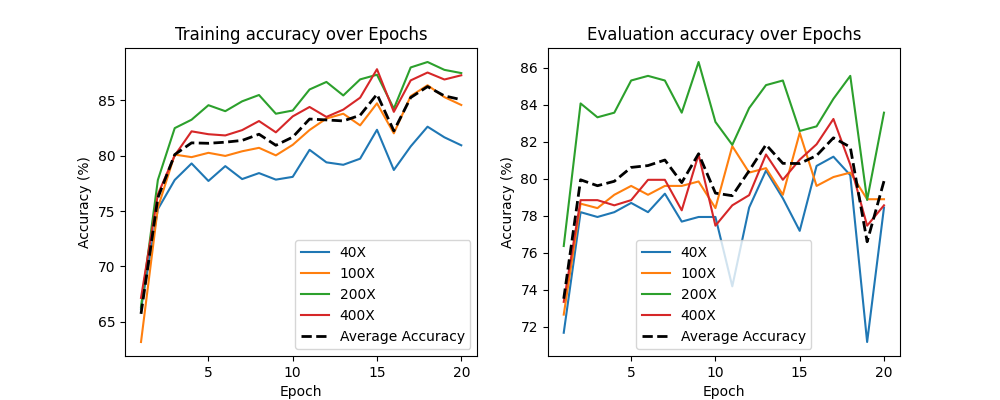 Training accuracy over Epochs
Accuracy (%)
85
80
75
70
65
5
10
15
20
Epoch
40X
100X
200X
400X
Average Accuracy
Evaluation accuracy over Epochs
Accuracy (%)
86
84
82
80
78
76
74
72
5
10
15
20
Epoch
40X
100X
200X
400X
Average Accuracy